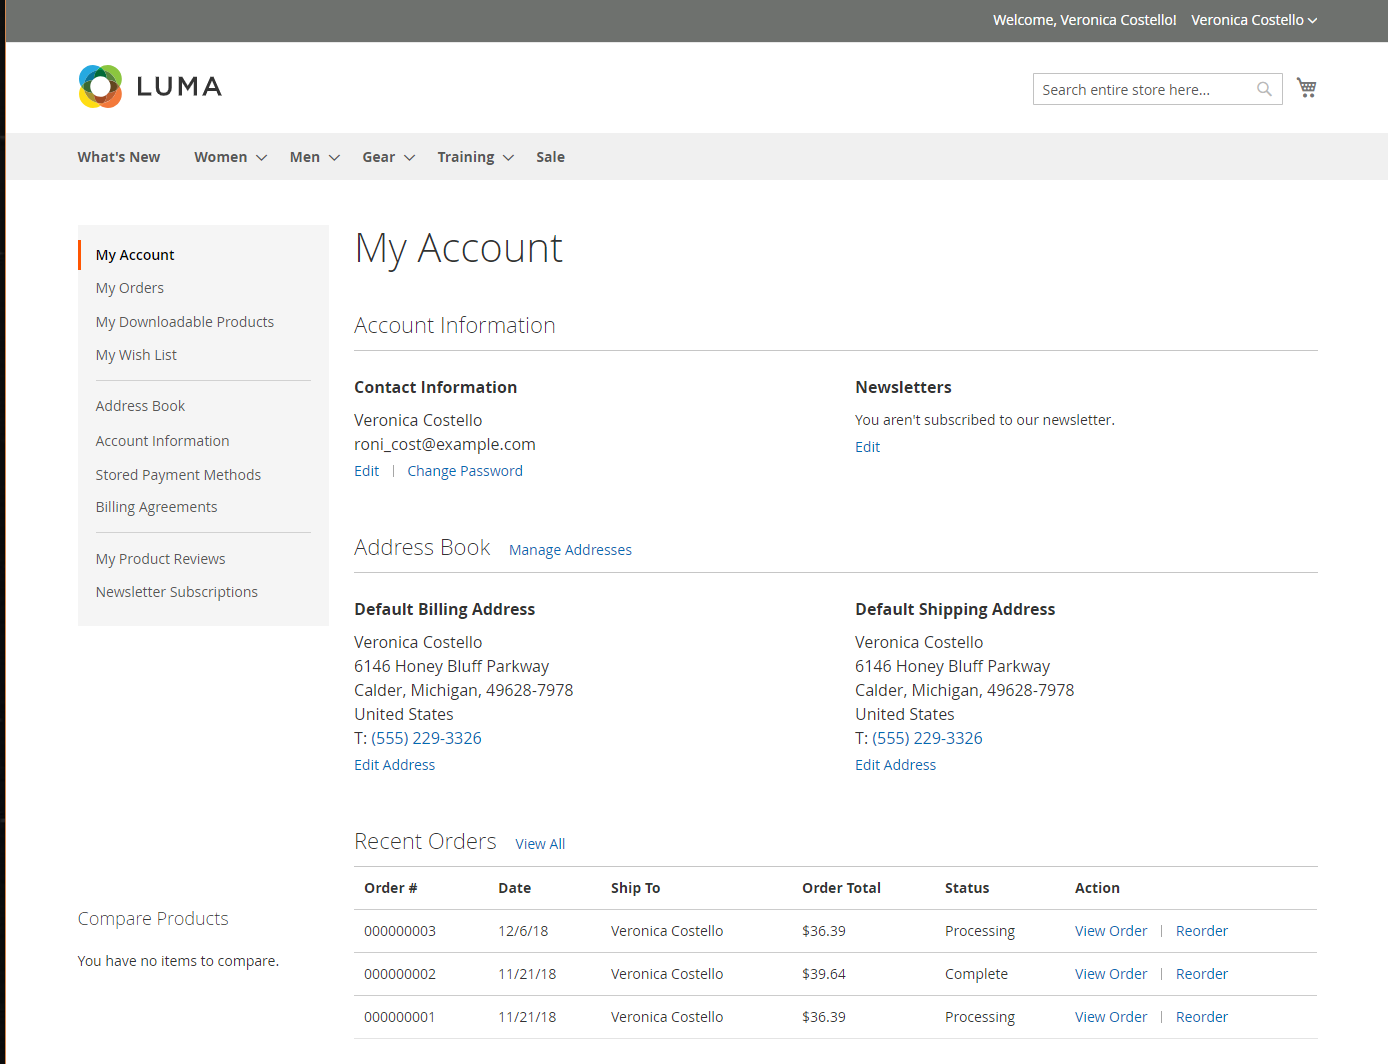 Welcome, Veronica Costello! Veronica Costello
LUMA
Search entire store here...
What's New Women Men Gear Training Sale
My Account
My Orders
My Downloadable Products
My Wish List
Address Book
Account Information
Stored Payment Methods
Billing Agreements
My Product Reviews
Newsletter Subscriptions
My Account
Account Information
Contact Information
Veronica Costello
roni_cost@example.com
Edit | Change Password
Newsletters
You aren't subscribed to our newsletter.
Edit
Address Book Manage Addresses
Default Billing Address
Veronica Costello
6146 Honey Bluff Parkway
Calder, Michigan, 49628-7978
United States
T: (555) 229-3326
Edit Address
Default Shipping Address
Veronica Costello
6146 Honey Bluff Parkway
Calder, Michigan, 49628-7978
United States
T: (555) 229-3326
Edit Address
Recent Orders View All
Order # Date Ship To Order Total Status Action
000000003 12/6/18 Veronica Costello $36.39 Processing View Order | Reorder
000000002 11/21/18 Veronica Costello $39.64 Complete View Order | Reorder
000000001 11/21/18 Veronica Costello $36.39 Processing View Order | Reorder
Compare Products
You have no items to compare.